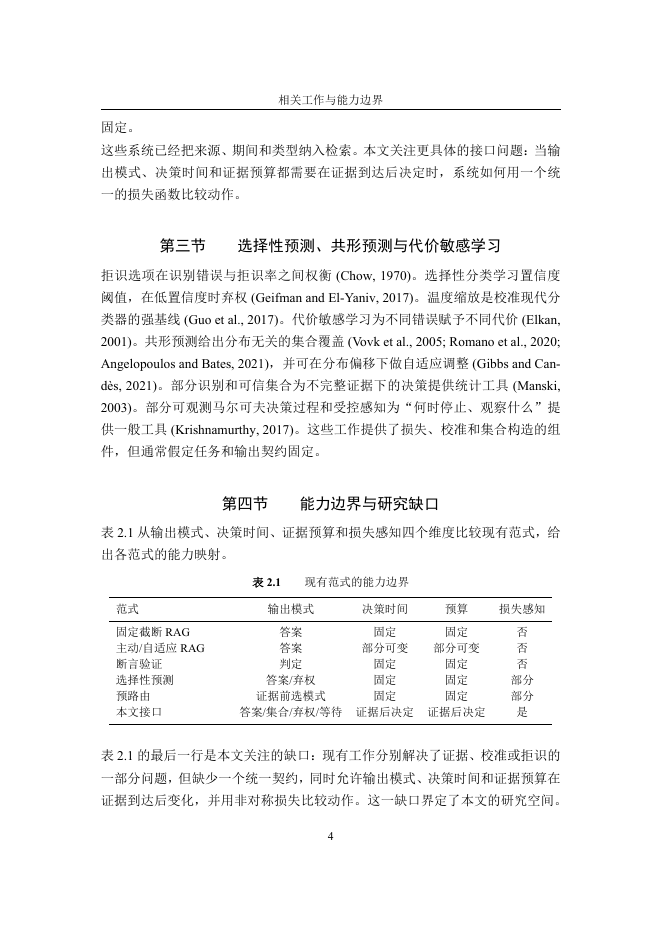 相关工作与能力边界
固定。
这些系统已经把来源、期间和类型纳入检索。本文关注更具体的接口问题：当输
出模式、决策时间和证据预算都需要在证据到达后决定时，系统如何用一个统
一的损失函数比较动作。
第三节 选择性预测、共形预测与代价敏感学习
拒识选项在识别错误与拒识率之间权衡 (Chow, 1970)。选择性分类学习置信度
阈值，在低置信度时弃权 (Geifman and El-Yaniv, 2017)。温度缩放是校准现代分
类器的强基线 (Guo et al., 2017)。代价敏感学习为不同错误赋予不同代价 (Elkan,
2001)。共形预测给出分布无关的集合覆盖 (Vovk et al., 2005; Romano et al., 2020;
Angelopoulos and Bates, 2021)，并可在分布偏移下做自适应调整 (Gibbs and Can-
dès, 2021)。部分识别和可信集合为不完整证据下的决策提供统计工具 (Manski,
2003)。部分可观测马尔可夫决策过程和受控感知为“何时停止、观察什么”提
供一般工具 (Krishnamurthy, 2017)。这些工作提供了损失、校准和集合构造的组
件，但通常假定任务和输出契约固定。
第四节 能力边界与研究缺口
表 2.1 从输出模式、决策时间、证据预算和损失感知四个维度比较现有范式，给
出各范式的能力映射。
表 2.1 现有范式的能力边界
范式 输出模式 决策时间 预算 损失感知
固定截断 RAG 答案 固定 固定 否
主动/自适应 RAG 答案 部分可变 部分可变 否
断言验证 判定 固定 固定 否
选择性预测 答案/弃权 固定 固定 部分
预路由 证据前选模式 固定 固定 部分
本文接口 答案/集合/弃权/等待 证据后决定 证据后决定 是
表 2.1 的最后一行是本文关注的缺口：现有工作分别解决了证据、校准或拒识的
一部分问题，但缺少一个统一契约，同时允许输出模式、决策时间和证据预算在
证据到达后变化，并用非对称损失比较动作。这一缺口界定了本文的研究空间。
4